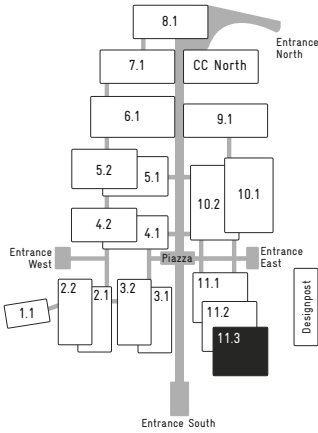 8.1
Entrance
North
7.1
CC North
6.1
9.1
5.2
5.1
10.2
10.1
4.2
4.1
Entrance
West
Piazza
Entrance
East
11.1
2.2
2.1
3.2
3.1
11.2
1.1
11.3
Designpost
Entrance South